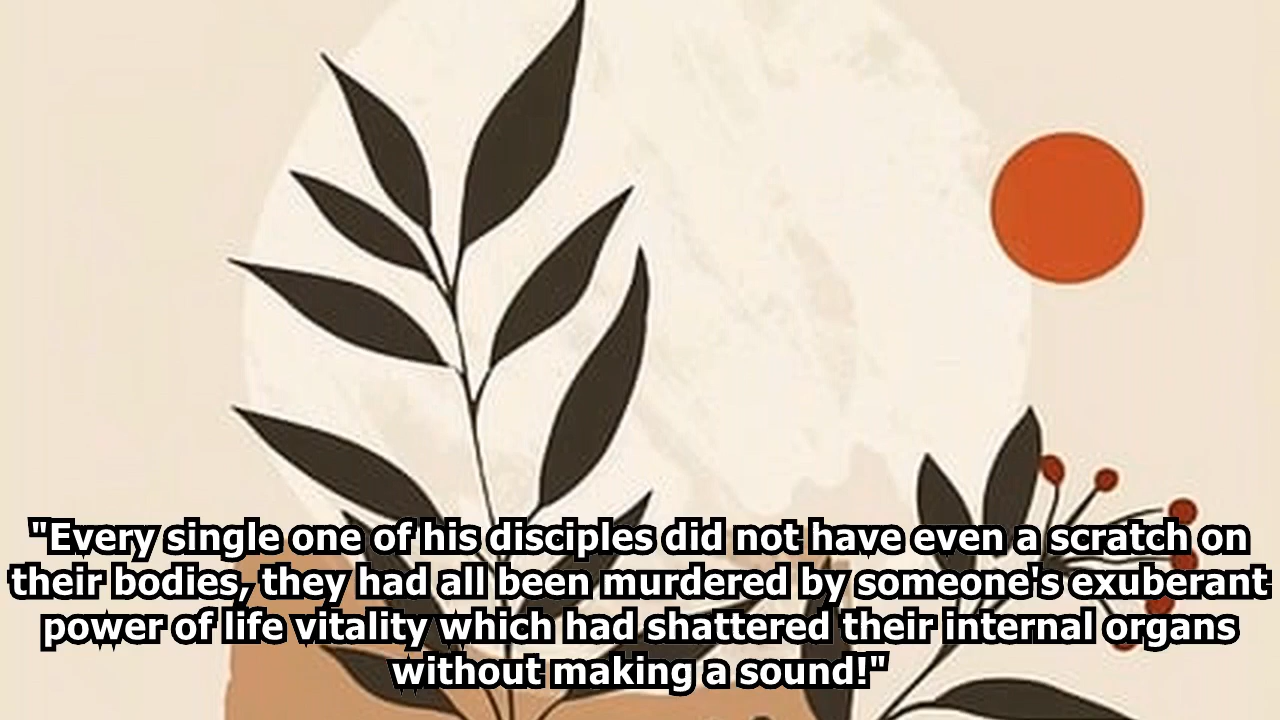 "Every single one of his disciples did not have even a scratch on
their bodies, they had all been murdered by someone's exuberant
power of life vitality which had shattered their internal organs
without making a sound!"